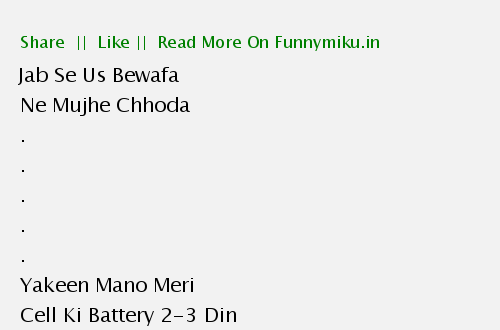 Share || Like || Read More On Funnymiku.in
Jab Se Us Bewafa
Ne Mujhe Chhoda
.
.
.
.
.
Yakeen Mano Meri
Cell Ki Battery 2-3 Din